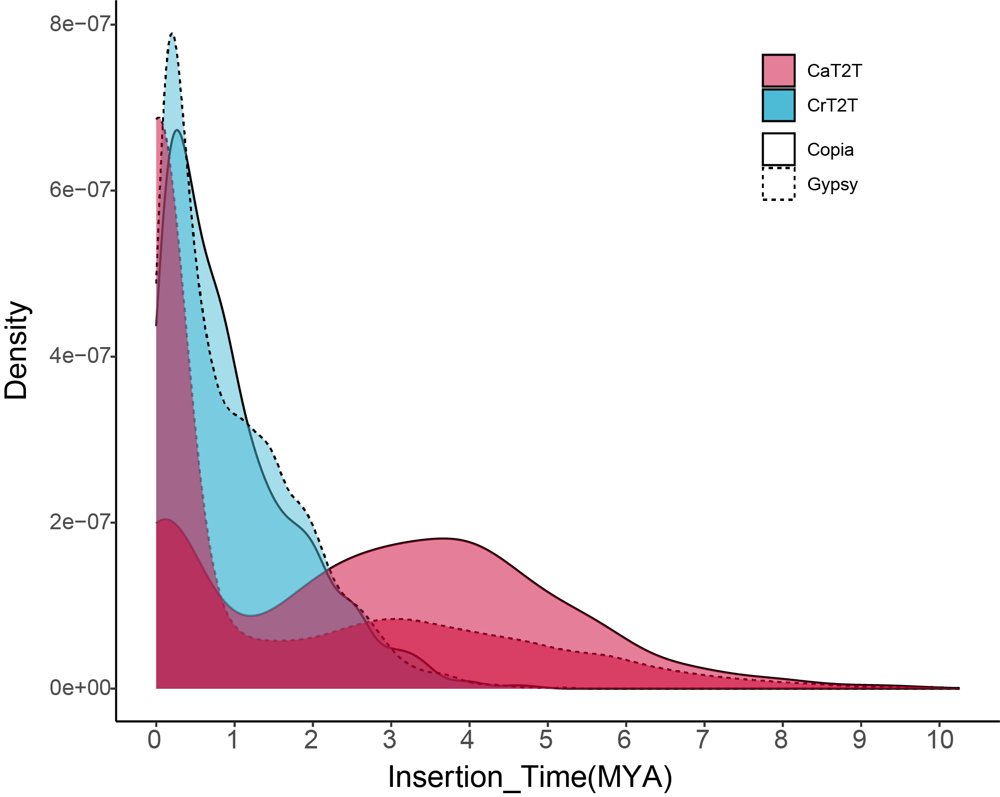 8e−07
6e−07
4e−07
2e−07
0e+00
Density
CaT2T
CrT2T
Copia
Gypsy
0 1 2 3 4 5 6 7 8 9 10
Insertion_Time(MYA)